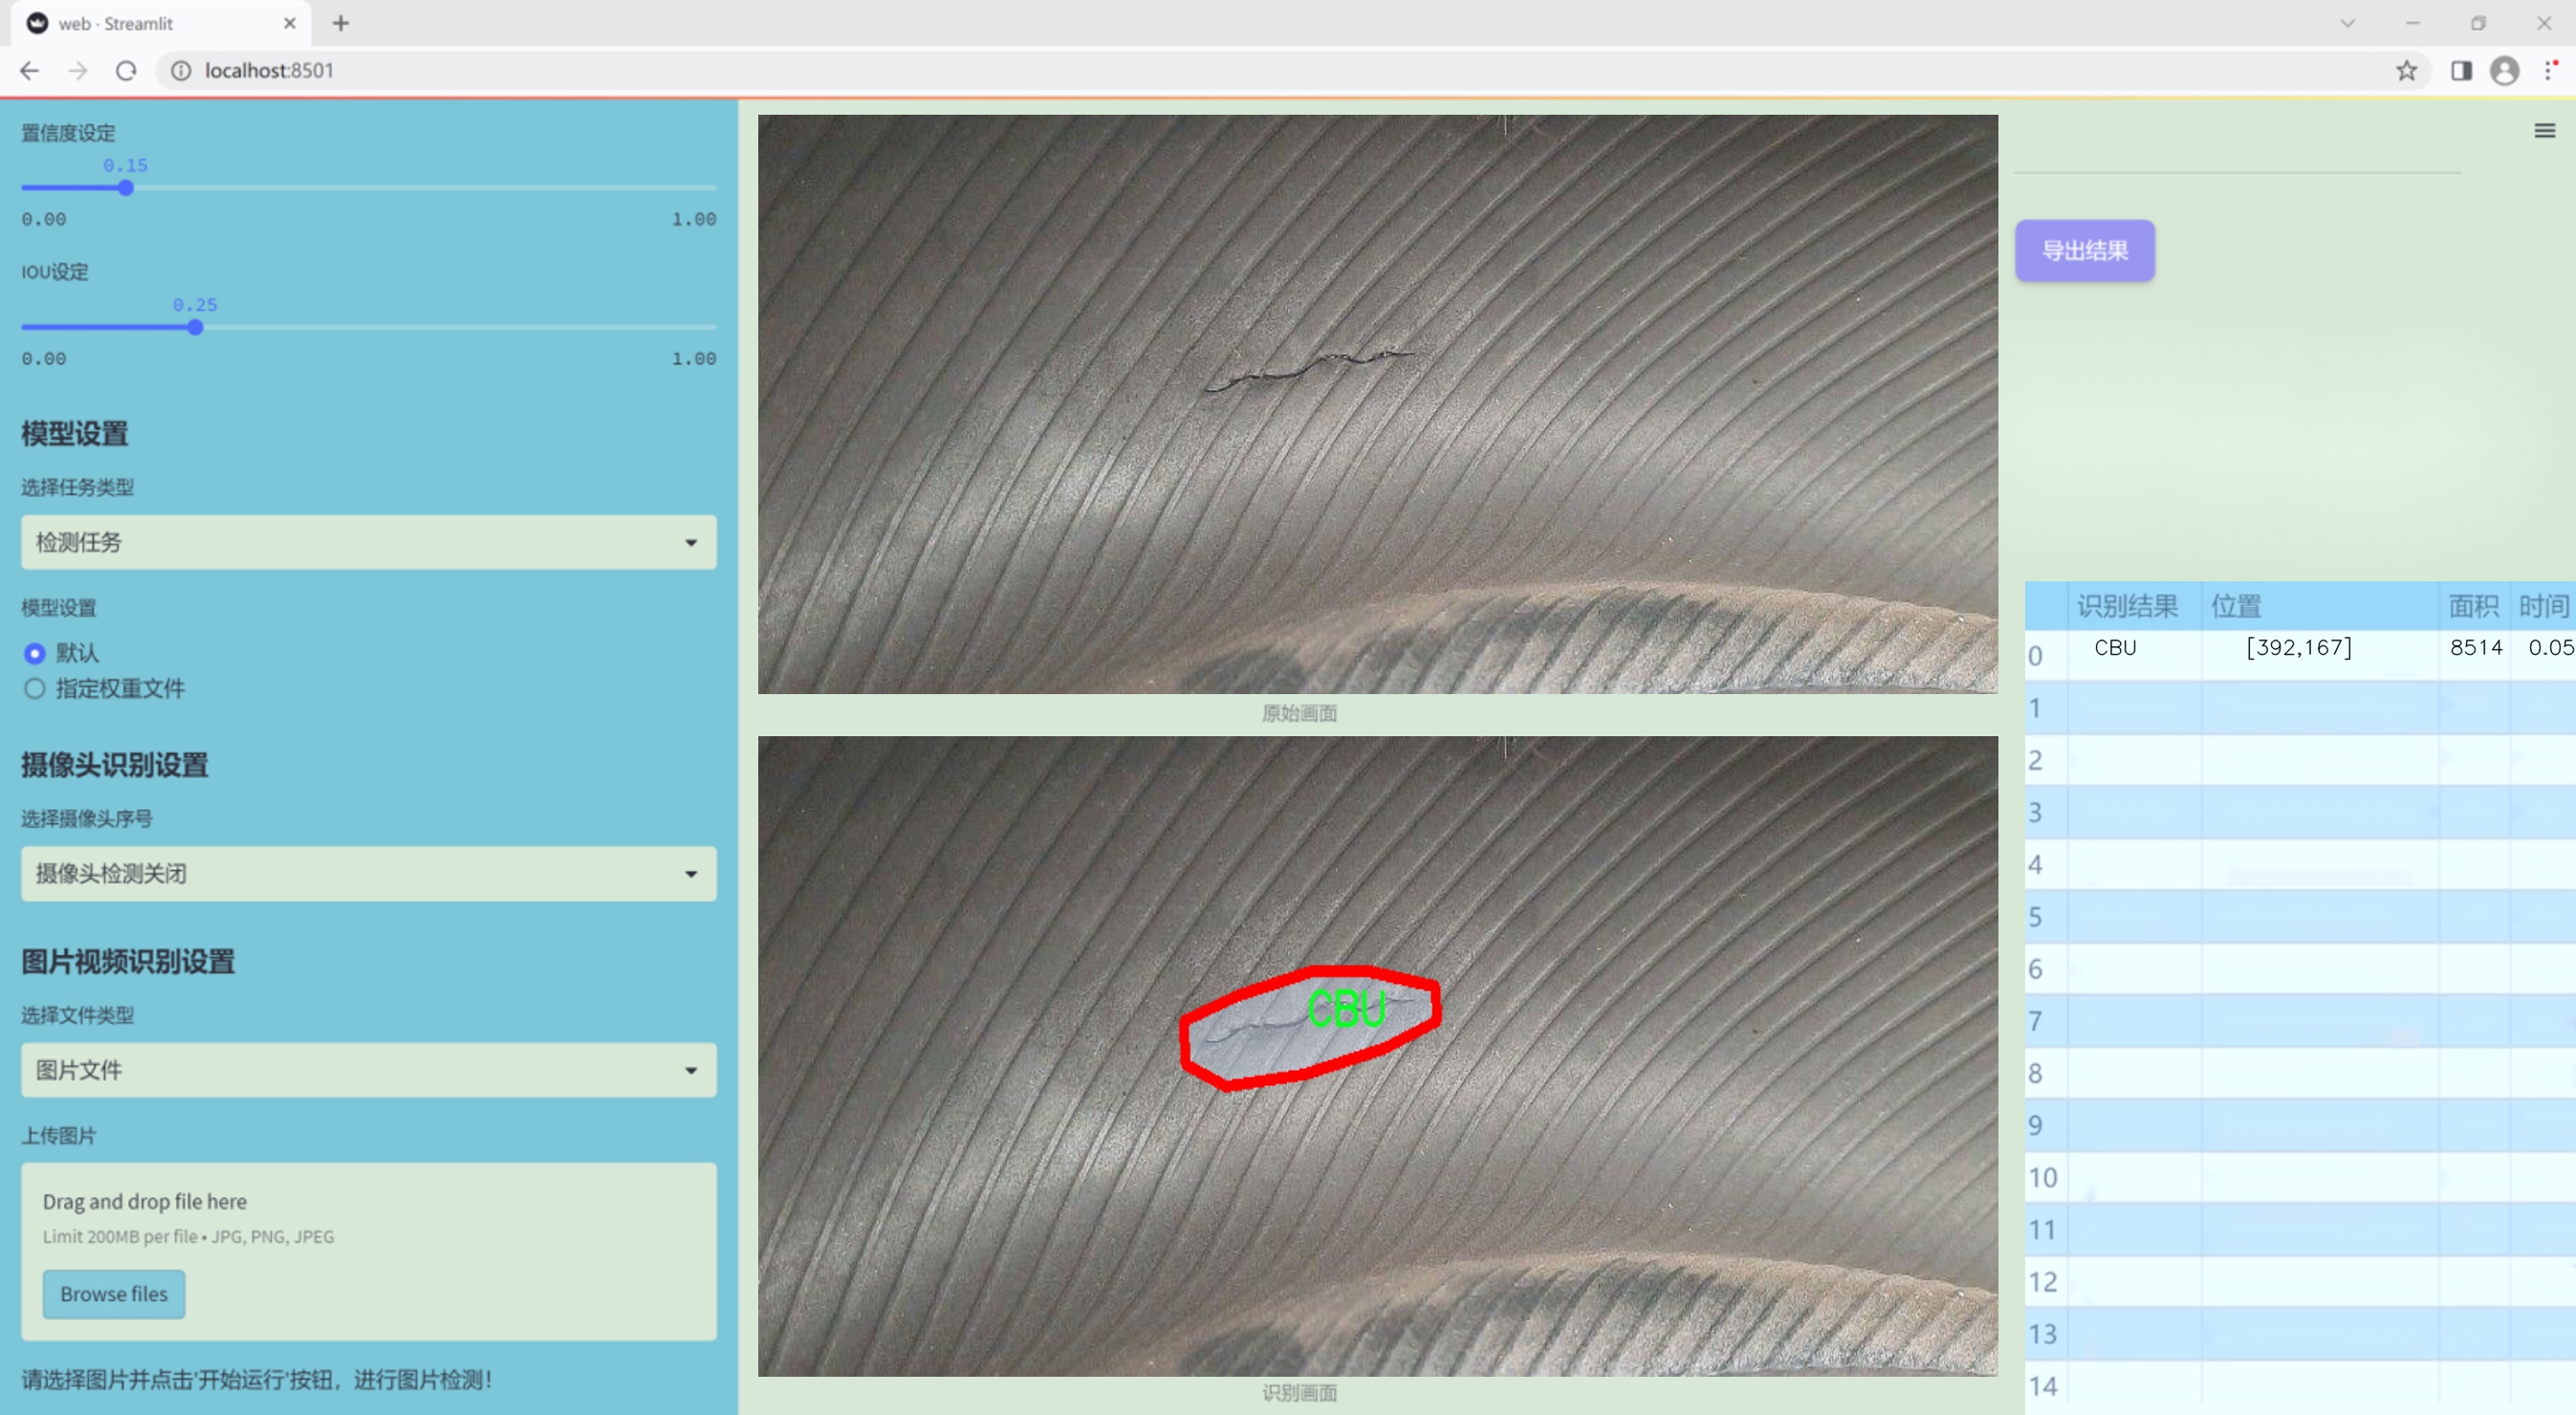 web · Streamlit
localhost:8501
置信度设定
0.15
0.00 1.00
IOU设定
0.25
0.00 1.00
模型设置
选择任务类型
检测任务
模型设置
默认
指定权重文件
摄像头识别设置
选择摄像头序号
摄像头检测关闭
图片视频识别设置
选择文件类型
图片文件
上传图片
Drag and drop file here
Limit 200MB per file • JPG, PNG, JPEG
Browse files
请选择图片并点击'开始运行'按钮，进行图片检测！
原始画面
CBU
识别画面
导出结果
识别结果 位置 面积 时间
0 CBU [392,167] 8514 0.05
1
2
3
4
5
6
7
8
9
10
11
12
13
14